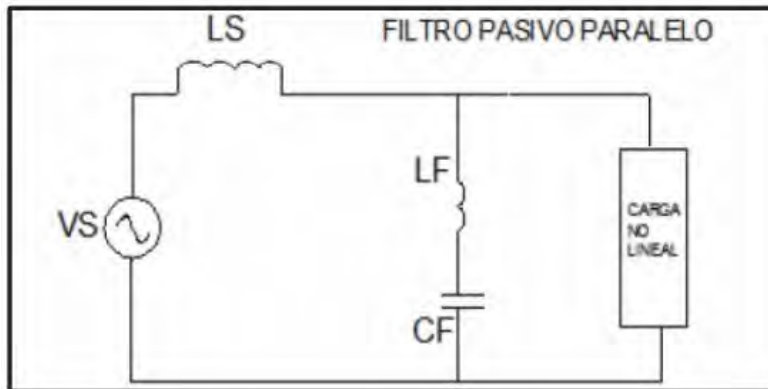 LS
FILTRO PASIVO PARALELO
LF
VS
CARGA
NO
LINEAL
CF